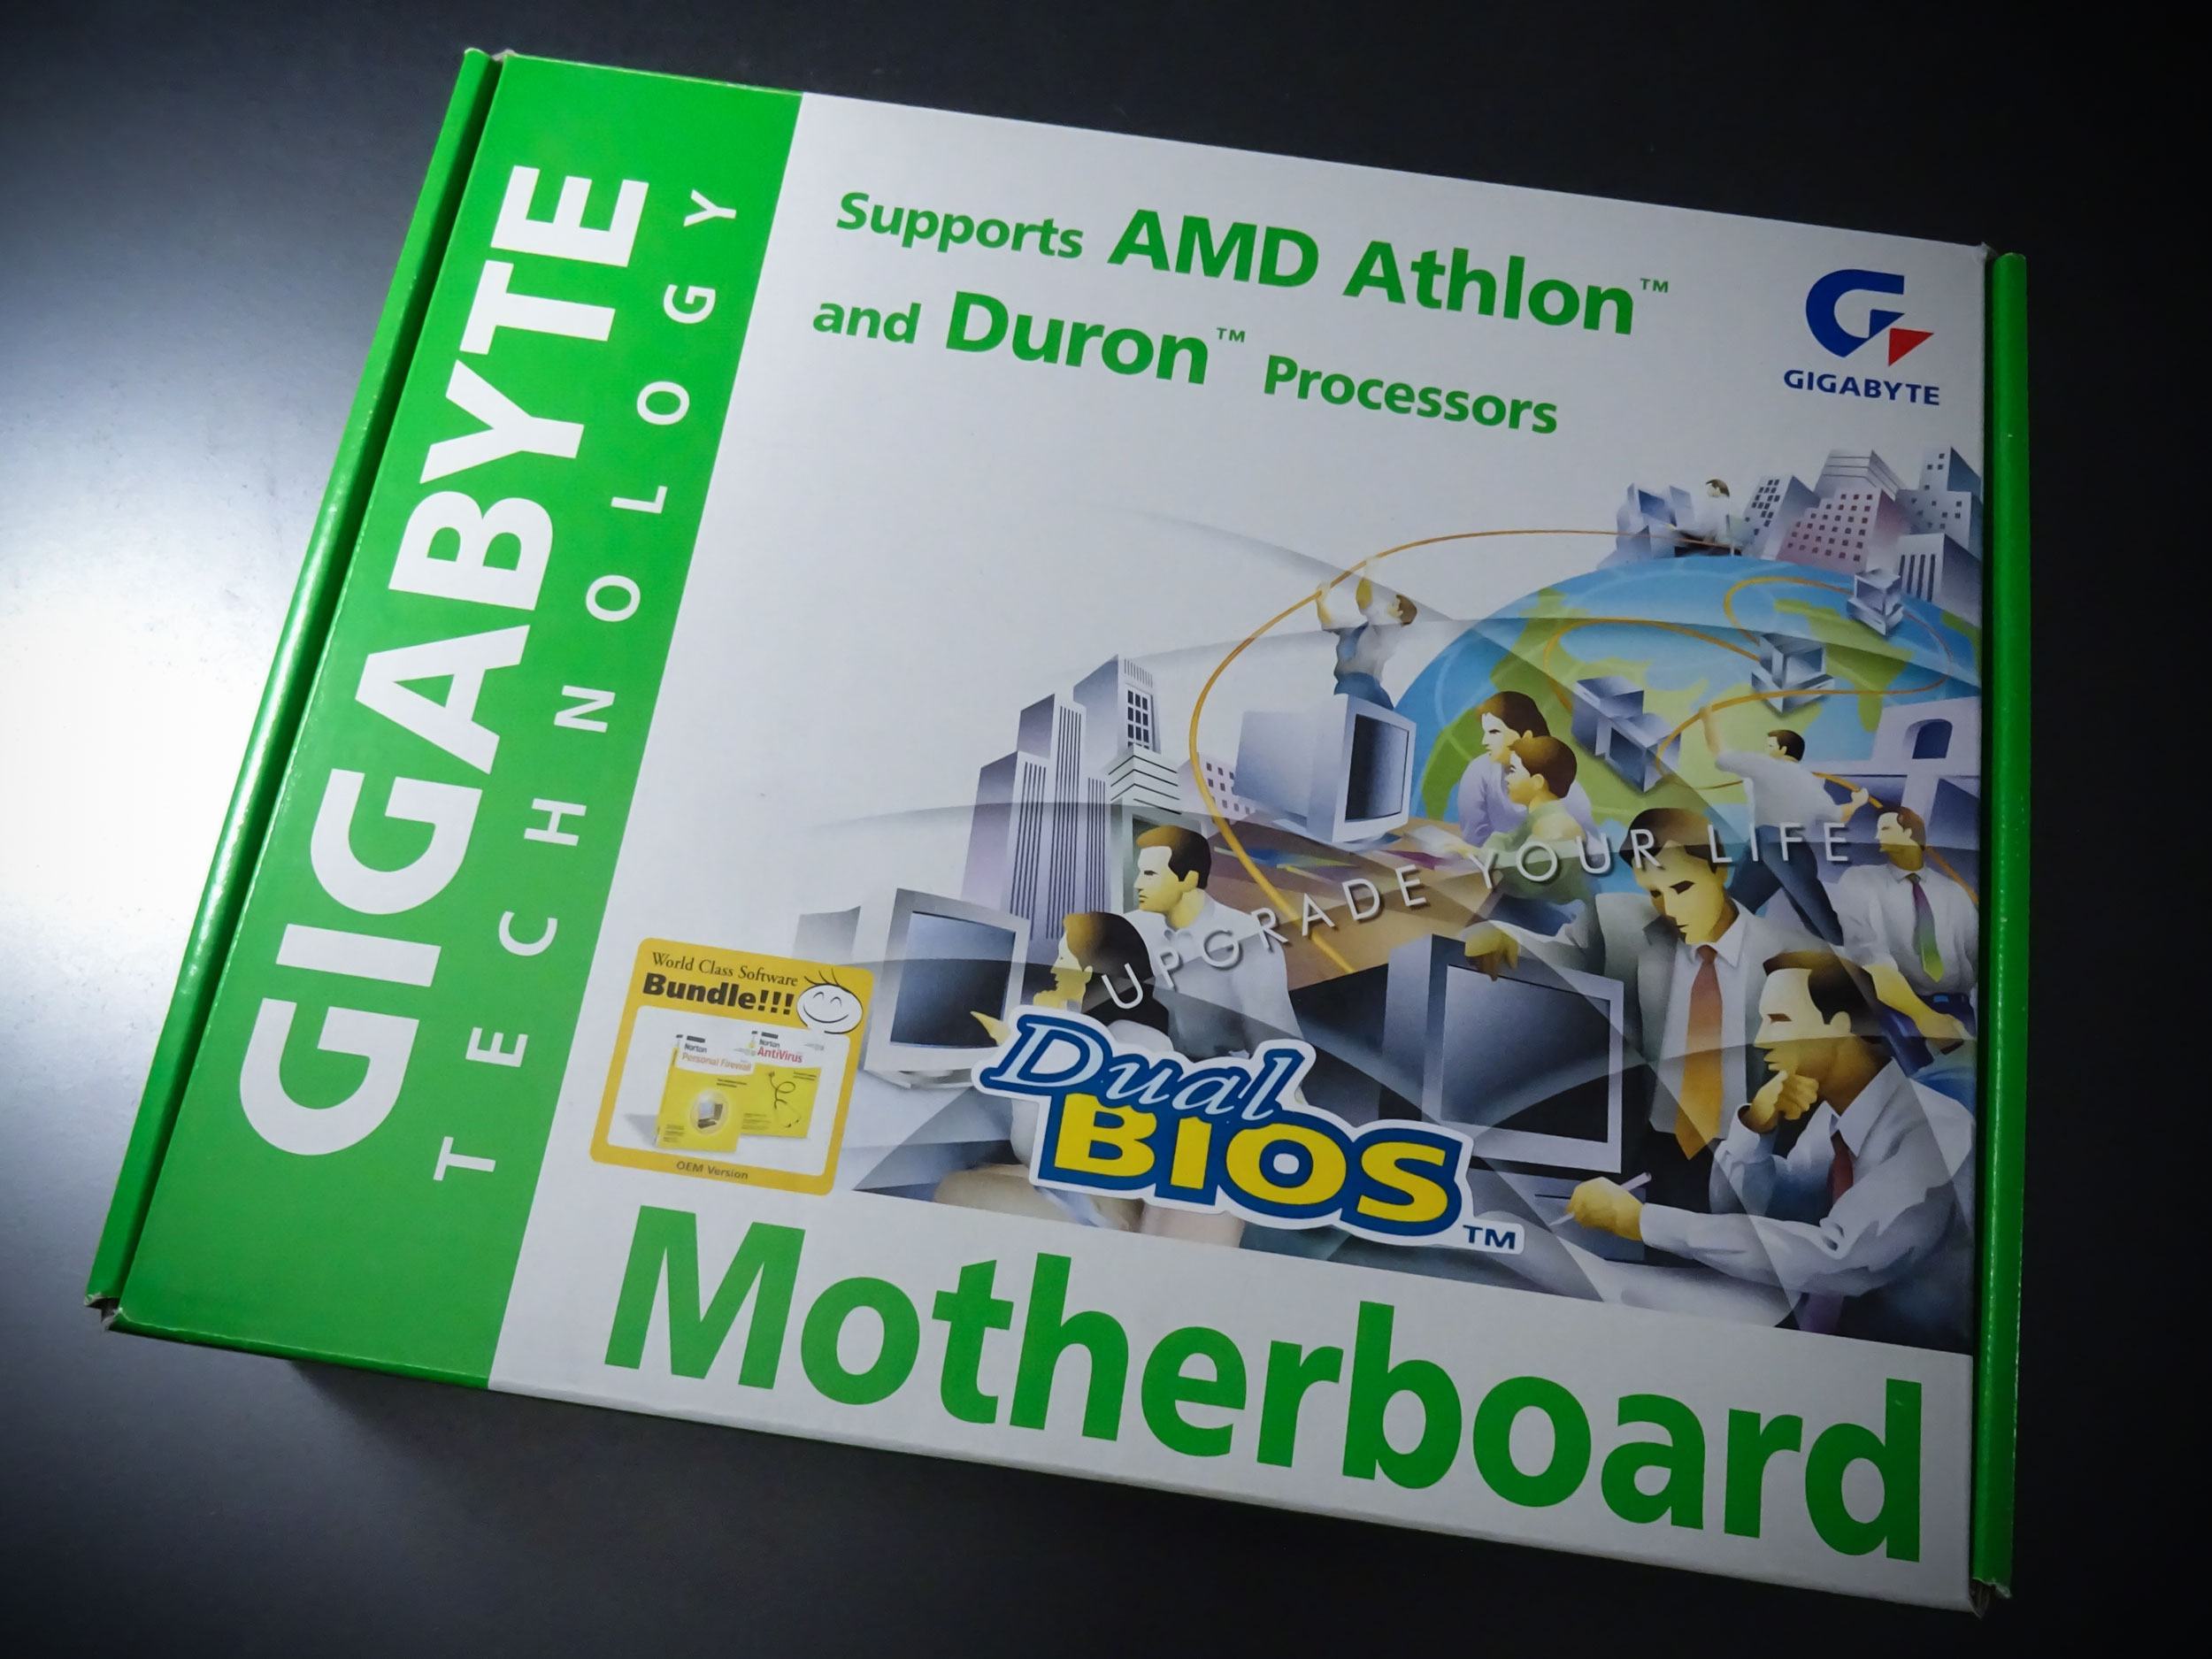 GIGABYTE
TECHNOLOGY
Supports AMD Athlon™
and Duron™ Processors
GIGABYTE
UPGRADE YOUR LIFE
World Class Software
Bundle!!!
Norton
Personal Firewall
Norton
AntiVirus
OEM Version
Dual
BIOS™
Motherboard